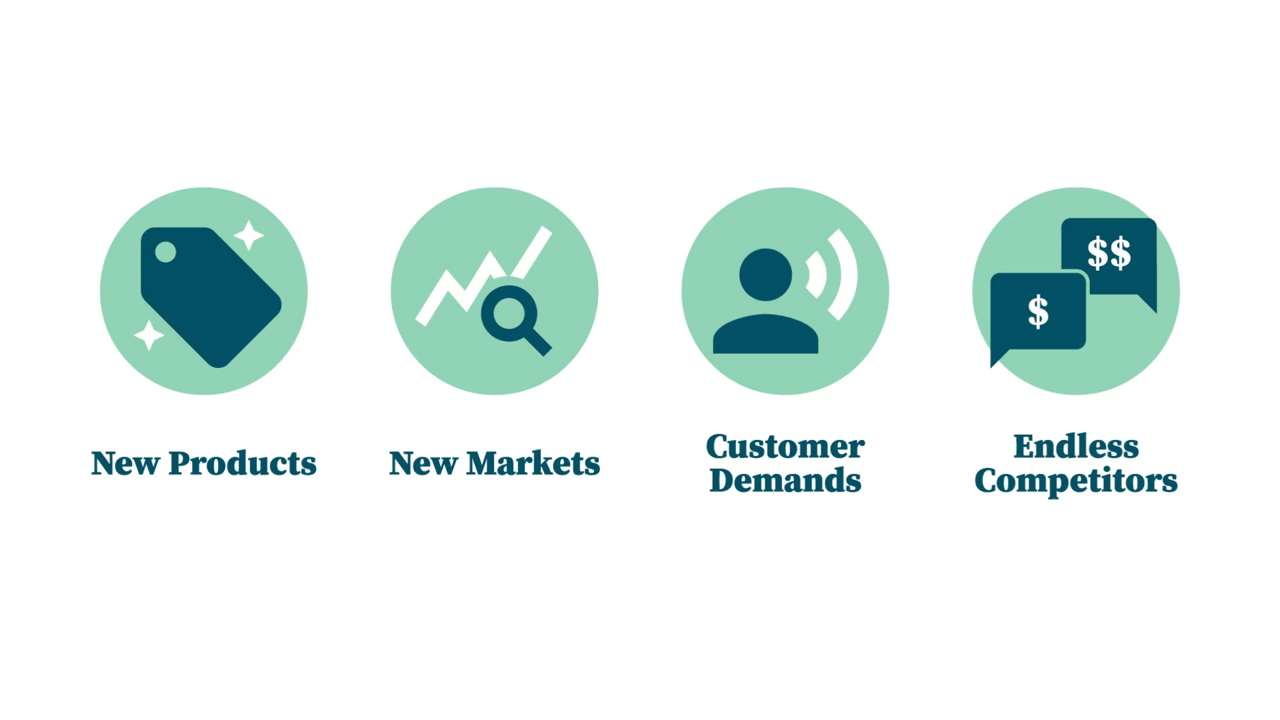 $$
$
New Products
New Markets
Customer
Demands
Endless
Competitors